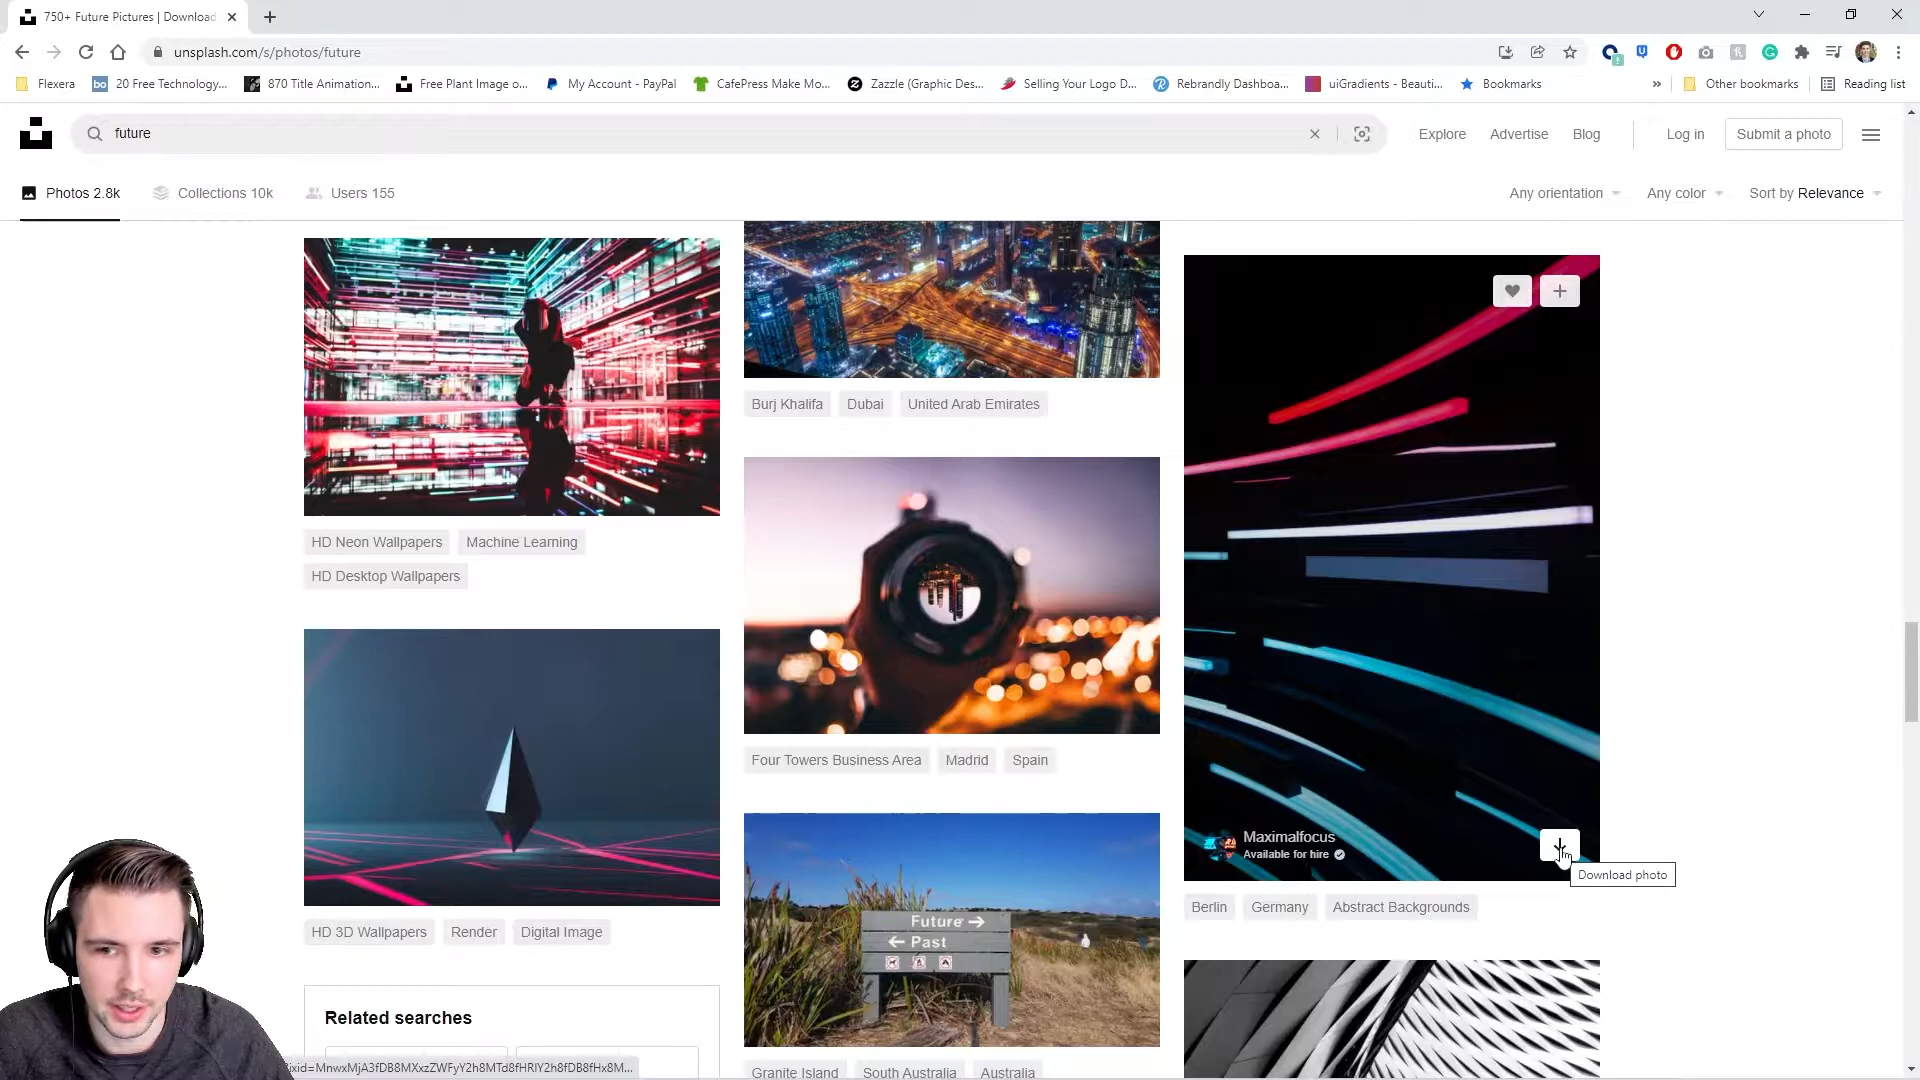 750+ Future Pictures | Download
unsplash.com/s/photos/future
Flexera
20 Free Technology...
870 Title Animation...
Free Plant Image o...
My Account - PayPal
CafePress Make Mo...
Zazzle (Graphic Des...
Selling Your Logo D...
Rebrandly Dashboa...
uiGradients - Beauti...
Bookmarks
»
Other bookmarks
Reading list
future
Explore
Advertise
Blog
Log in
Submit a photo
Photos 2.8k
Collections 10k
Users 155
Any orientation
Any color
Sort by Relevance
HD Neon Wallpapers
Machine Learning
HD Desktop Wallpapers
HD 3D Wallpapers
Render
Digital Image
Related searches
Burj Khalifa
Dubai
United Arab Emirates
Four Towers Business Area
Madrid
Spain
Future →
← Past
Granite Island
South Australia
Australia
Maximalfocus
Available for hire
Download photo
Berlin
Germany
Abstract Backgrounds